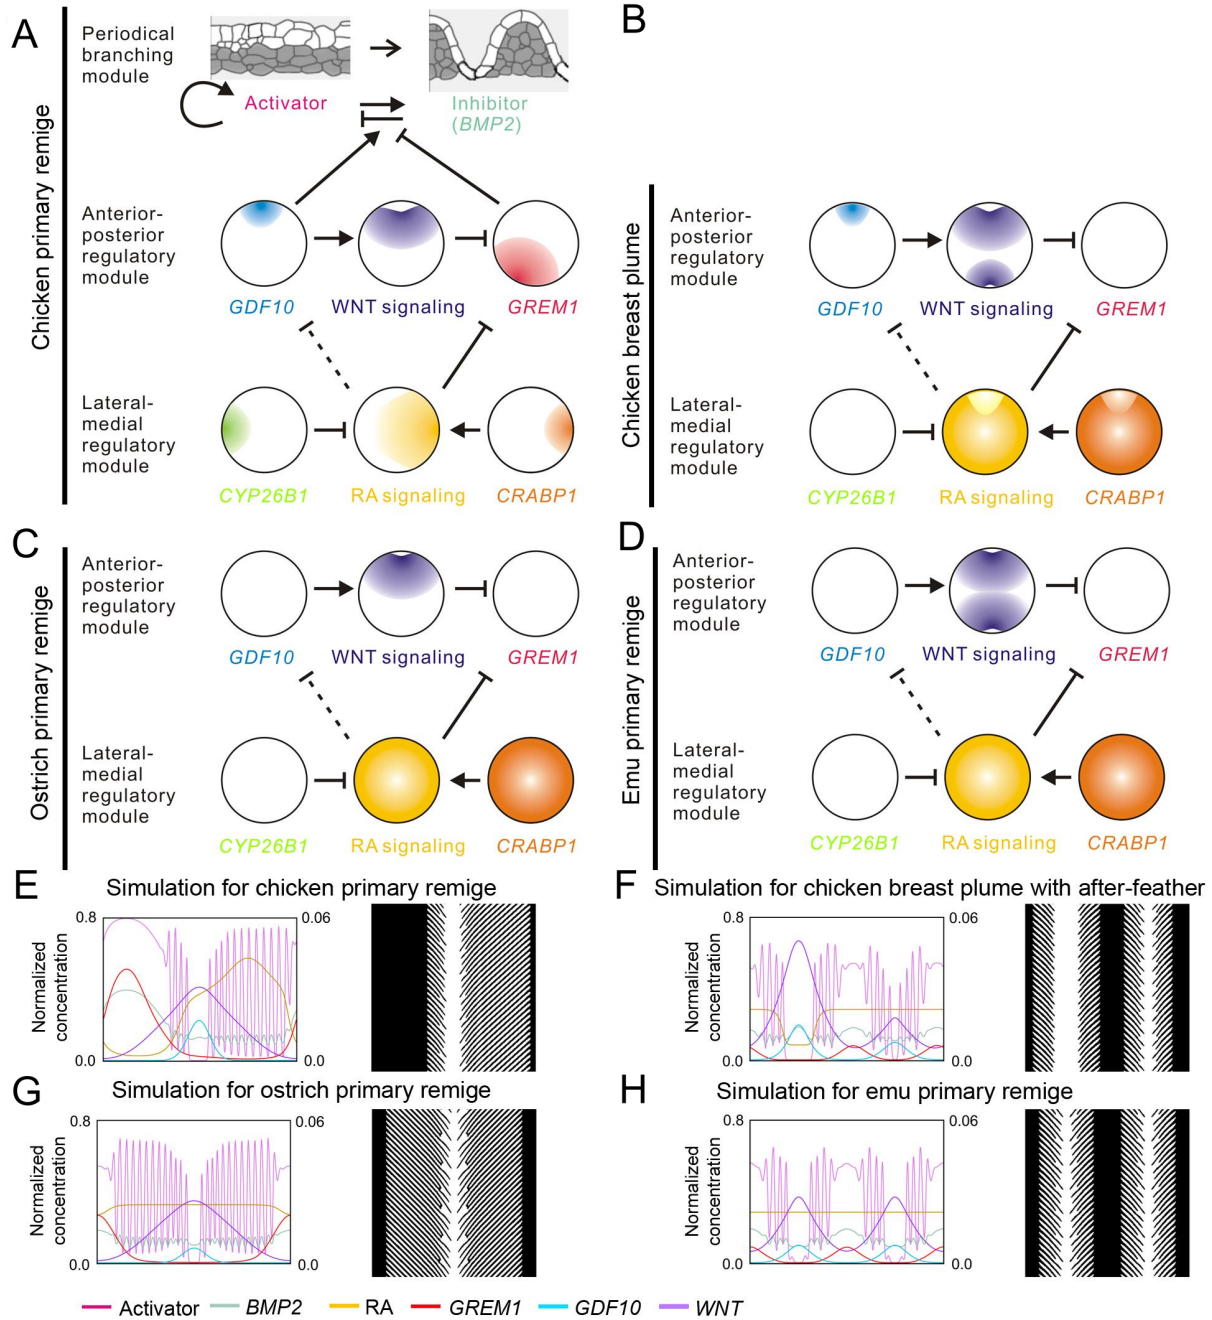 A
Periodical
branching
module
Activator
Inhibitor
(BMP2)
Chicken primary remige
Anterior-
posterior
regulatory
module
GDF10
WNT signaling
GREM1
Lateral-
medial
regulatory
module
CYP26B1
RA signaling
CRABP1
B
Chicken breast plume
Anterior-
posterior
regulatory
module
GDF10
WNT signaling
GREM1
Lateral-
medial
regulatory
module
CYP26B1
RA signaling
CRABP1
C
Ostrich primary remige
Anterior-
posterior
regulatory
module
GDF10
WNT signaling
GREM1
Lateral-
medial
regulatory
module
CYP26B1
RA signaling
CRABP1
D
Emu primary remige
Anterior-
posterior
regulatory
module
GDF10
WNT signaling
GREM1
Lateral-
medial
regulatory
module
CYP26B1
RA signaling
CRABP1
E
Simulation for chicken primary remige
0.8
0.06
Normalized
concentration
0.0
0.0
F
Simulation for chicken breast plume with after-feather
0.8
0.06
Normalized
concentration
0.0
0.0
G
Simulation for ostrich primary remige
0.8
0.06
Normalized
concentration
0.0
0.0
H
Simulation for emu primary remige
0.8
0.06
Normalized
concentration
0.0
0.0
Activator BMP2 RA GREM1 GDF10 WNT